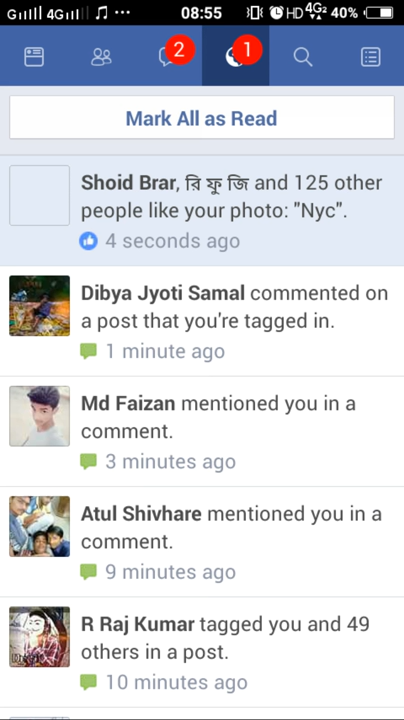 4G 08:55 HD 4G 40%
2 1
Mark All as Read
Shoid Brar, রি ফু জি and 125 other
people like your photo: "Nyc".
4 seconds ago
Dibya Jyoti Samal commented on
a post that you're tagged in.
1 minute ago
Md Faizan mentioned you in a
comment.
3 minutes ago
Atul Shivhare mentioned you in a
comment.
9 minutes ago
R Raj Kumar tagged you and 49
others in a post.
10 minutes ago